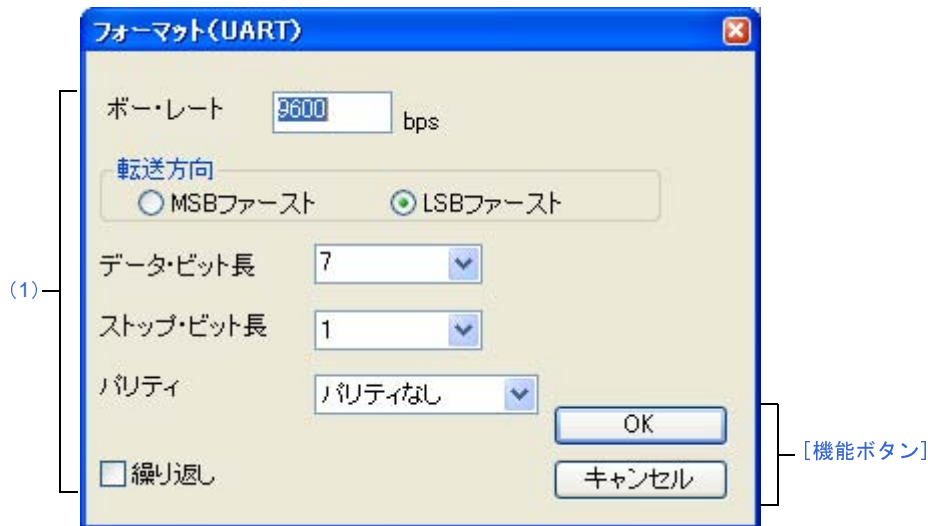 フォーマット(UART)
ボー・レート 9600 bps
転送方向
MSBファースト LSBファースト
データ・ビット長 7
(1)
ストップ・ビット長 1
パリティ パリティなし
OK
[機能ボタン]
繰り返し キャンセル